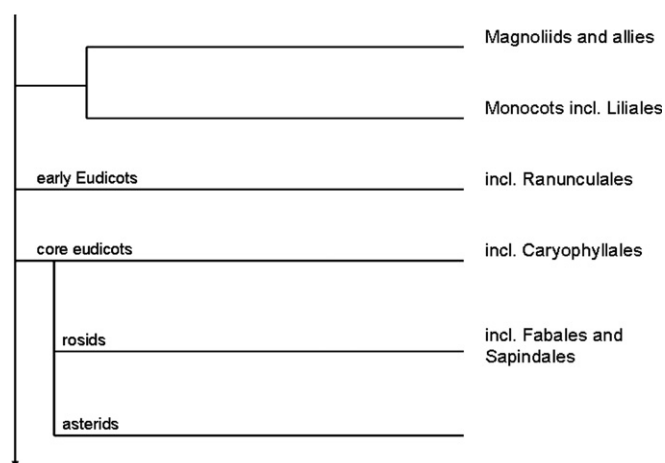 Magnoliids and allies
Monocots incl. Liliales
early Eudicots
incl. Ranunculales
core eudicots
incl. Caryophyllales
rosids
incl. Fabales and
Sapindales
asterids